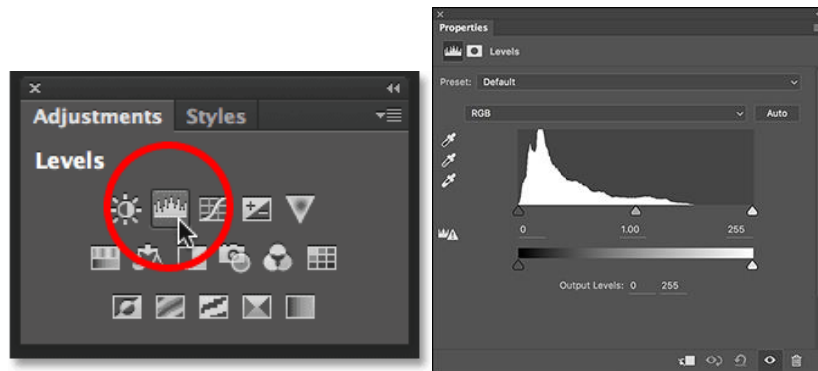 Adjustments Styles
Levels
Properties
Levels
Preset: Default
RGB Auto
0 1.00 255
Output Levels: 0 255